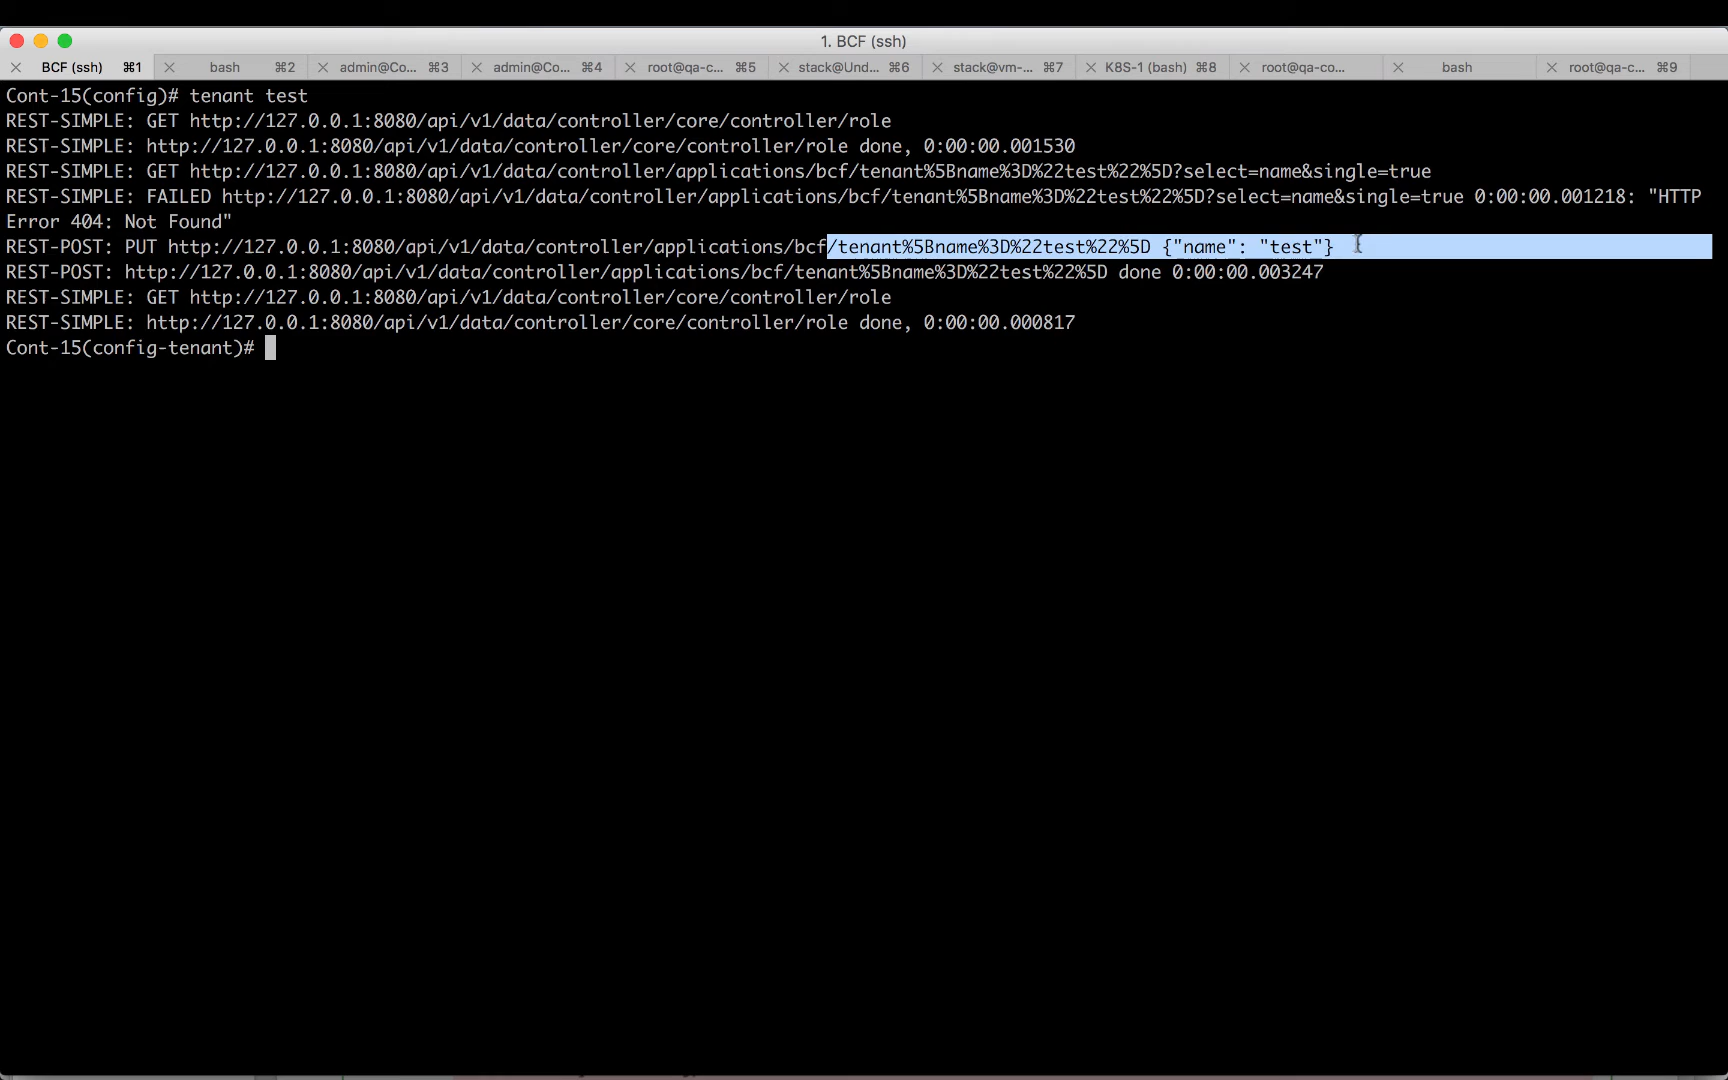 1. BCF (ssh)
BCF (ssh) ⌘1 bash ⌘2 admin@Co... ⌘3 admin@Co... ⌘4 root@qa-c... ⌘5 stack@Und... ⌘6 stack@vm-... ⌘7 K8S-1 (bash) ⌘8 root@qa-co... bash root@qa-c... ⌘9
Cont-15(config)# tenant test
REST-SIMPLE: GET http://127.0.0.1:8080/api/v1/data/controller/core/controller/role
REST-SIMPLE: http://127.0.0.1:8080/api/v1/data/controller/core/controller/role done, 0:00:00.001530
REST-SIMPLE: GET http://127.0.0.1:8080/api/v1/data/controller/applications/bcf/tenant%5Bname%3D%22test%22%5D?select=name&single=true
REST-SIMPLE: FAILED http://127.0.0.1:8080/api/v1/data/controller/applications/bcf/tenant%5Bname%3D%22test%22%5D?select=name&single=true 0:00:00.001218: "HTTP
Error 404: Not Found"
REST-POST: PUT http://127.0.0.1:8080/api/v1/data/controller/applications/bcf/tenant%5Bname%3D%22test%22%5D {"name": "test"}
REST-POST: http://127.0.0.1:8080/api/v1/data/controller/applications/bcf/tenant%5Bname%3D%22test%22%5D done 0:00:00.003247
REST-SIMPLE: GET http://127.0.0.1:8080/api/v1/data/controller/core/controller/role
REST-SIMPLE: http://127.0.0.1:8080/api/v1/data/controller/core/controller/role done, 0:00:00.000817
Cont-15(config-tenant)#